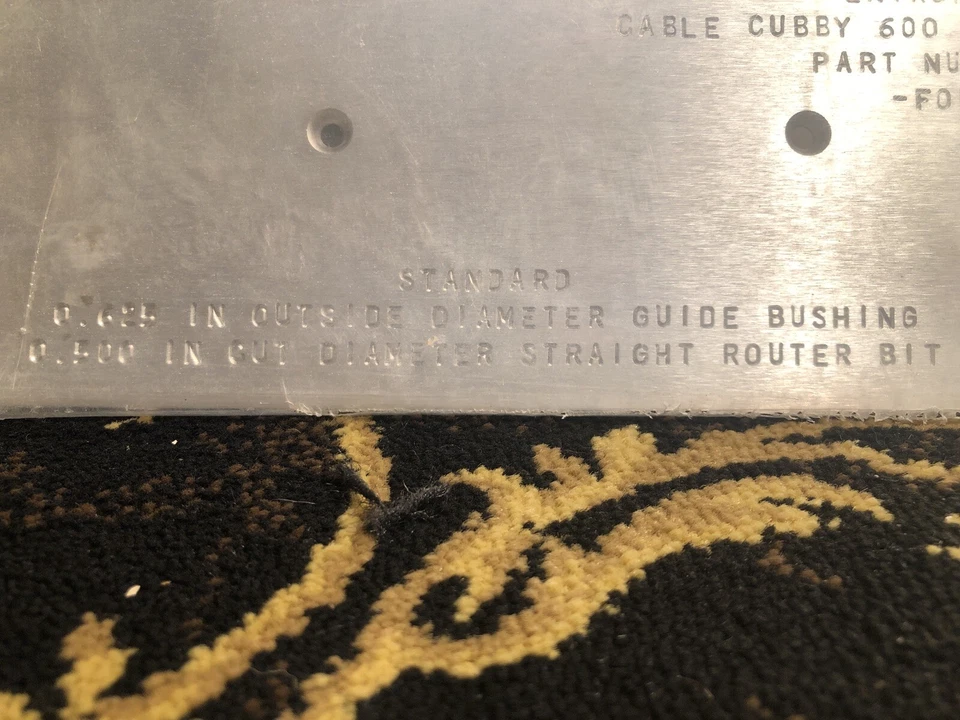 CABLE CUBBY 600
PART NU
-FO
STANDARD
0.625 IN OUTSIDE DIAMETER GUIDE BUSHING
0.500 IN CUT DIAMETER STRAIGHT ROUTER BIT